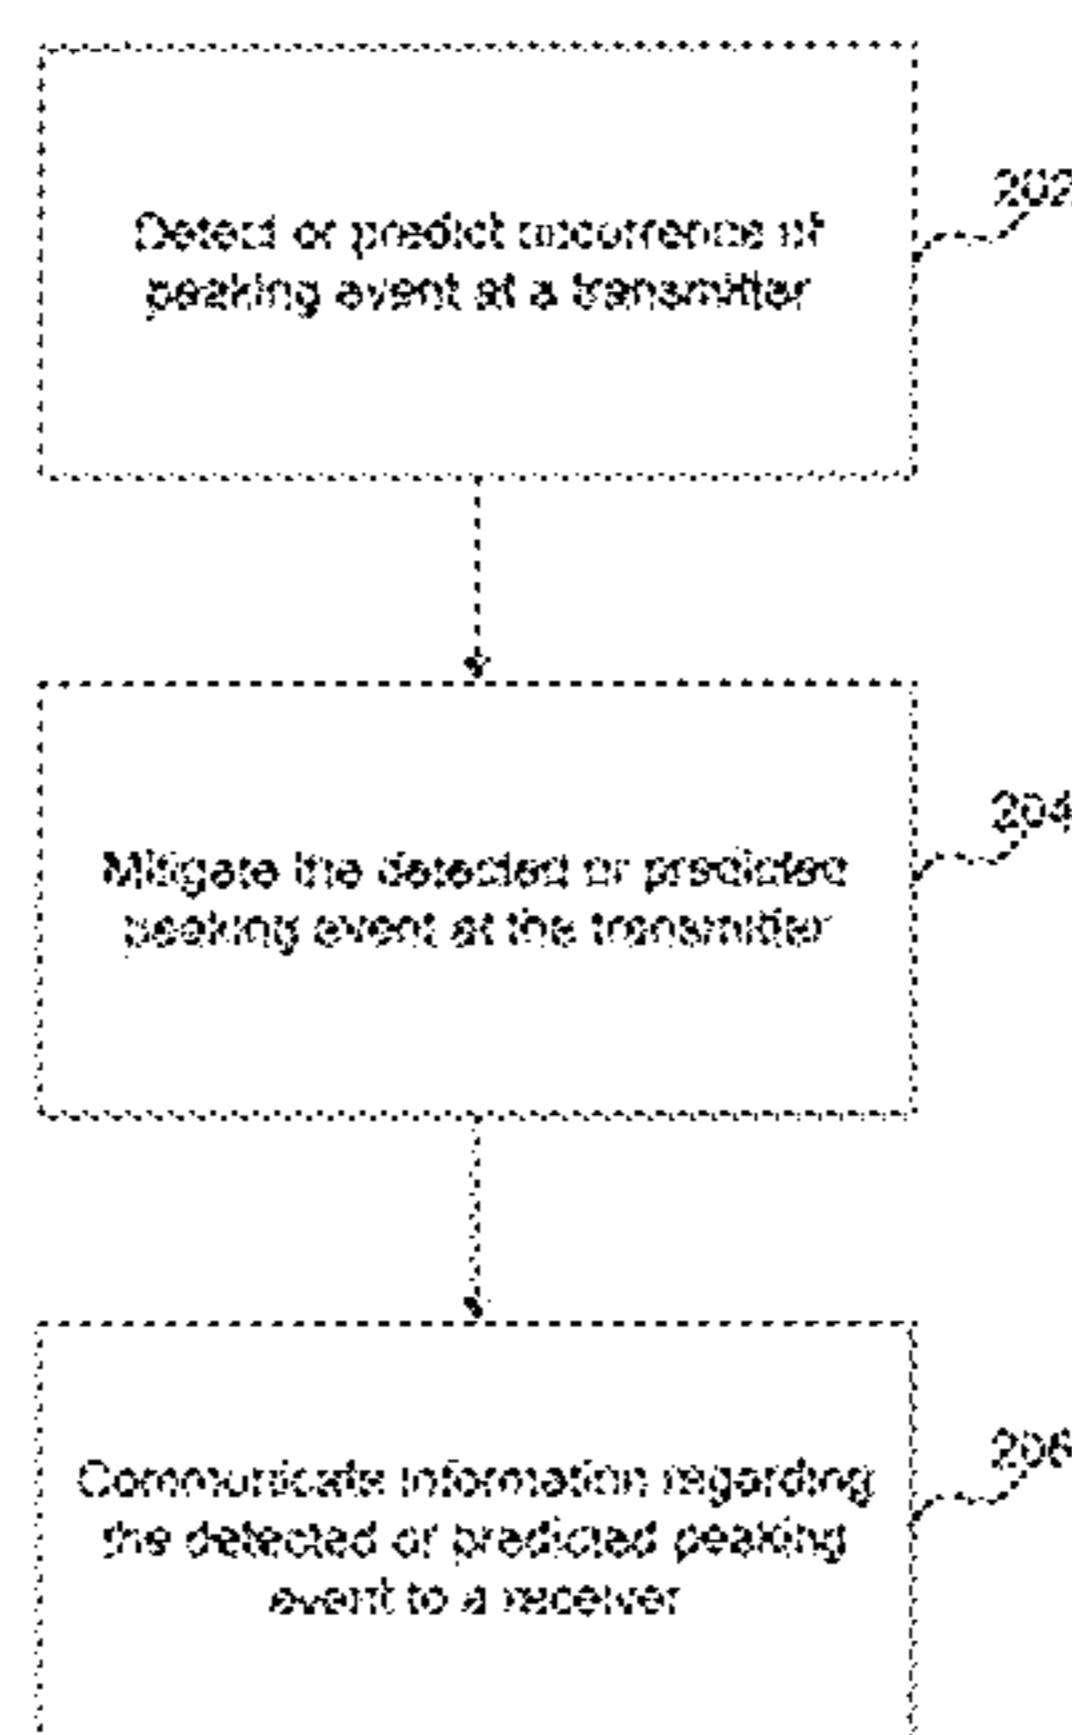 Detect or predict occurrence of
peaking event at a transmitter
202
Mitigate the detected or predicted
peaking event at the transmitter
204
Communicate information regarding
the detected or predicted peaking
event to a receiver
206